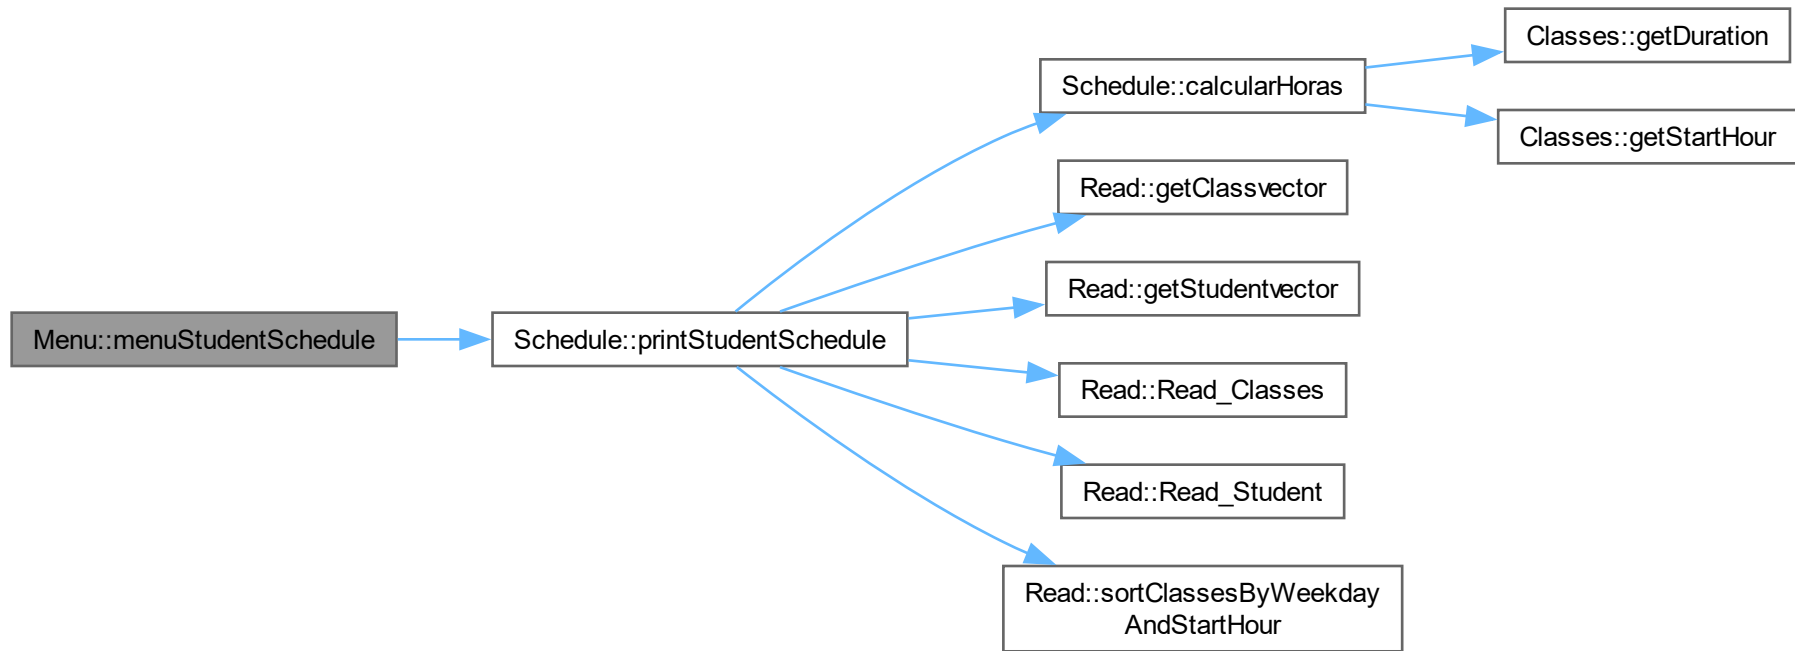 Menu::menuStudentSchedule
Schedule::printStudentSchedule
Schedule::calcularHoras
Classes::getDuration
Classes::getStartHour
Read::getClassvector
Read::getStudentvector
Read::Read_Classes
Read::Read_Student
Read::sortClassesByWeekday
AndStartHour